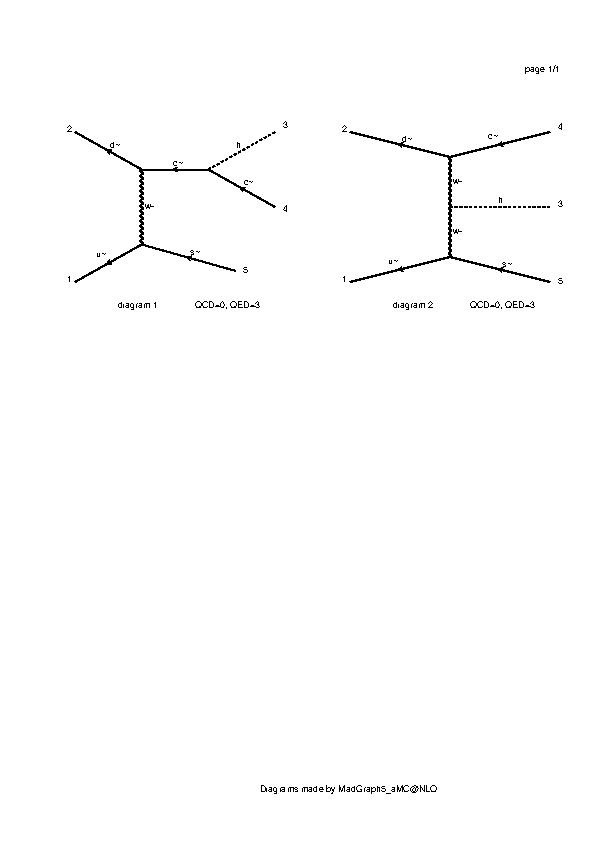 page 1/1
2
d~
h
3
c~
c~
4
w-
u~
s~
5
1
diagram 1
QCD=0, QED=3
2
d~
c~
4
w-
h
3
w-
u~
s~
5
1
diagram 2
QCD=0, QED=3
Diagrams made by MadGraph5_aMC@NLO